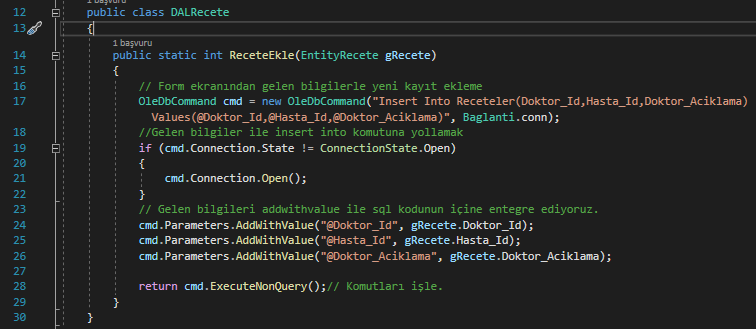 1 başvuru
12 public class DALRecete
13 {
1 başvuru
14 public static int ReceteEkle(EntityRecete gRecete)
15 {
16 // Form ekranından gelen bilgilerle yeni kayıt ekleme
17 OleDbCommand cmd = new OleDbCommand("Insert Into Receteler(Doktor_Id,Hasta_Id,Doktor_Aciklama)
Values(@Doktor_Id,@Hasta_Id,@Doktor_Aciklama)", Baglanti.conn);
18 //Gelen bilgiler ile insert into komutuna yollamak
19 if (cmd.Connection.State != ConnectionState.Open)
20 {
21 cmd.Connection.Open();
22 }
23 // Gelen bilgileri addwithvalue ile sql kodunun içine entegre ediyoruz.
24 cmd.Parameters.AddWithValue("@Doktor_Id", gRecete.Doktor_Id);
25 cmd.Parameters.AddWithValue("@Hasta_Id", gRecete.Hasta_Id);
26 cmd.Parameters.AddWithValue("@Doktor_Aciklama", gRecete.Doktor_Aciklama);
27
28 return cmd.ExecuteNonQuery();// Komutları işle.
29 }
30 }